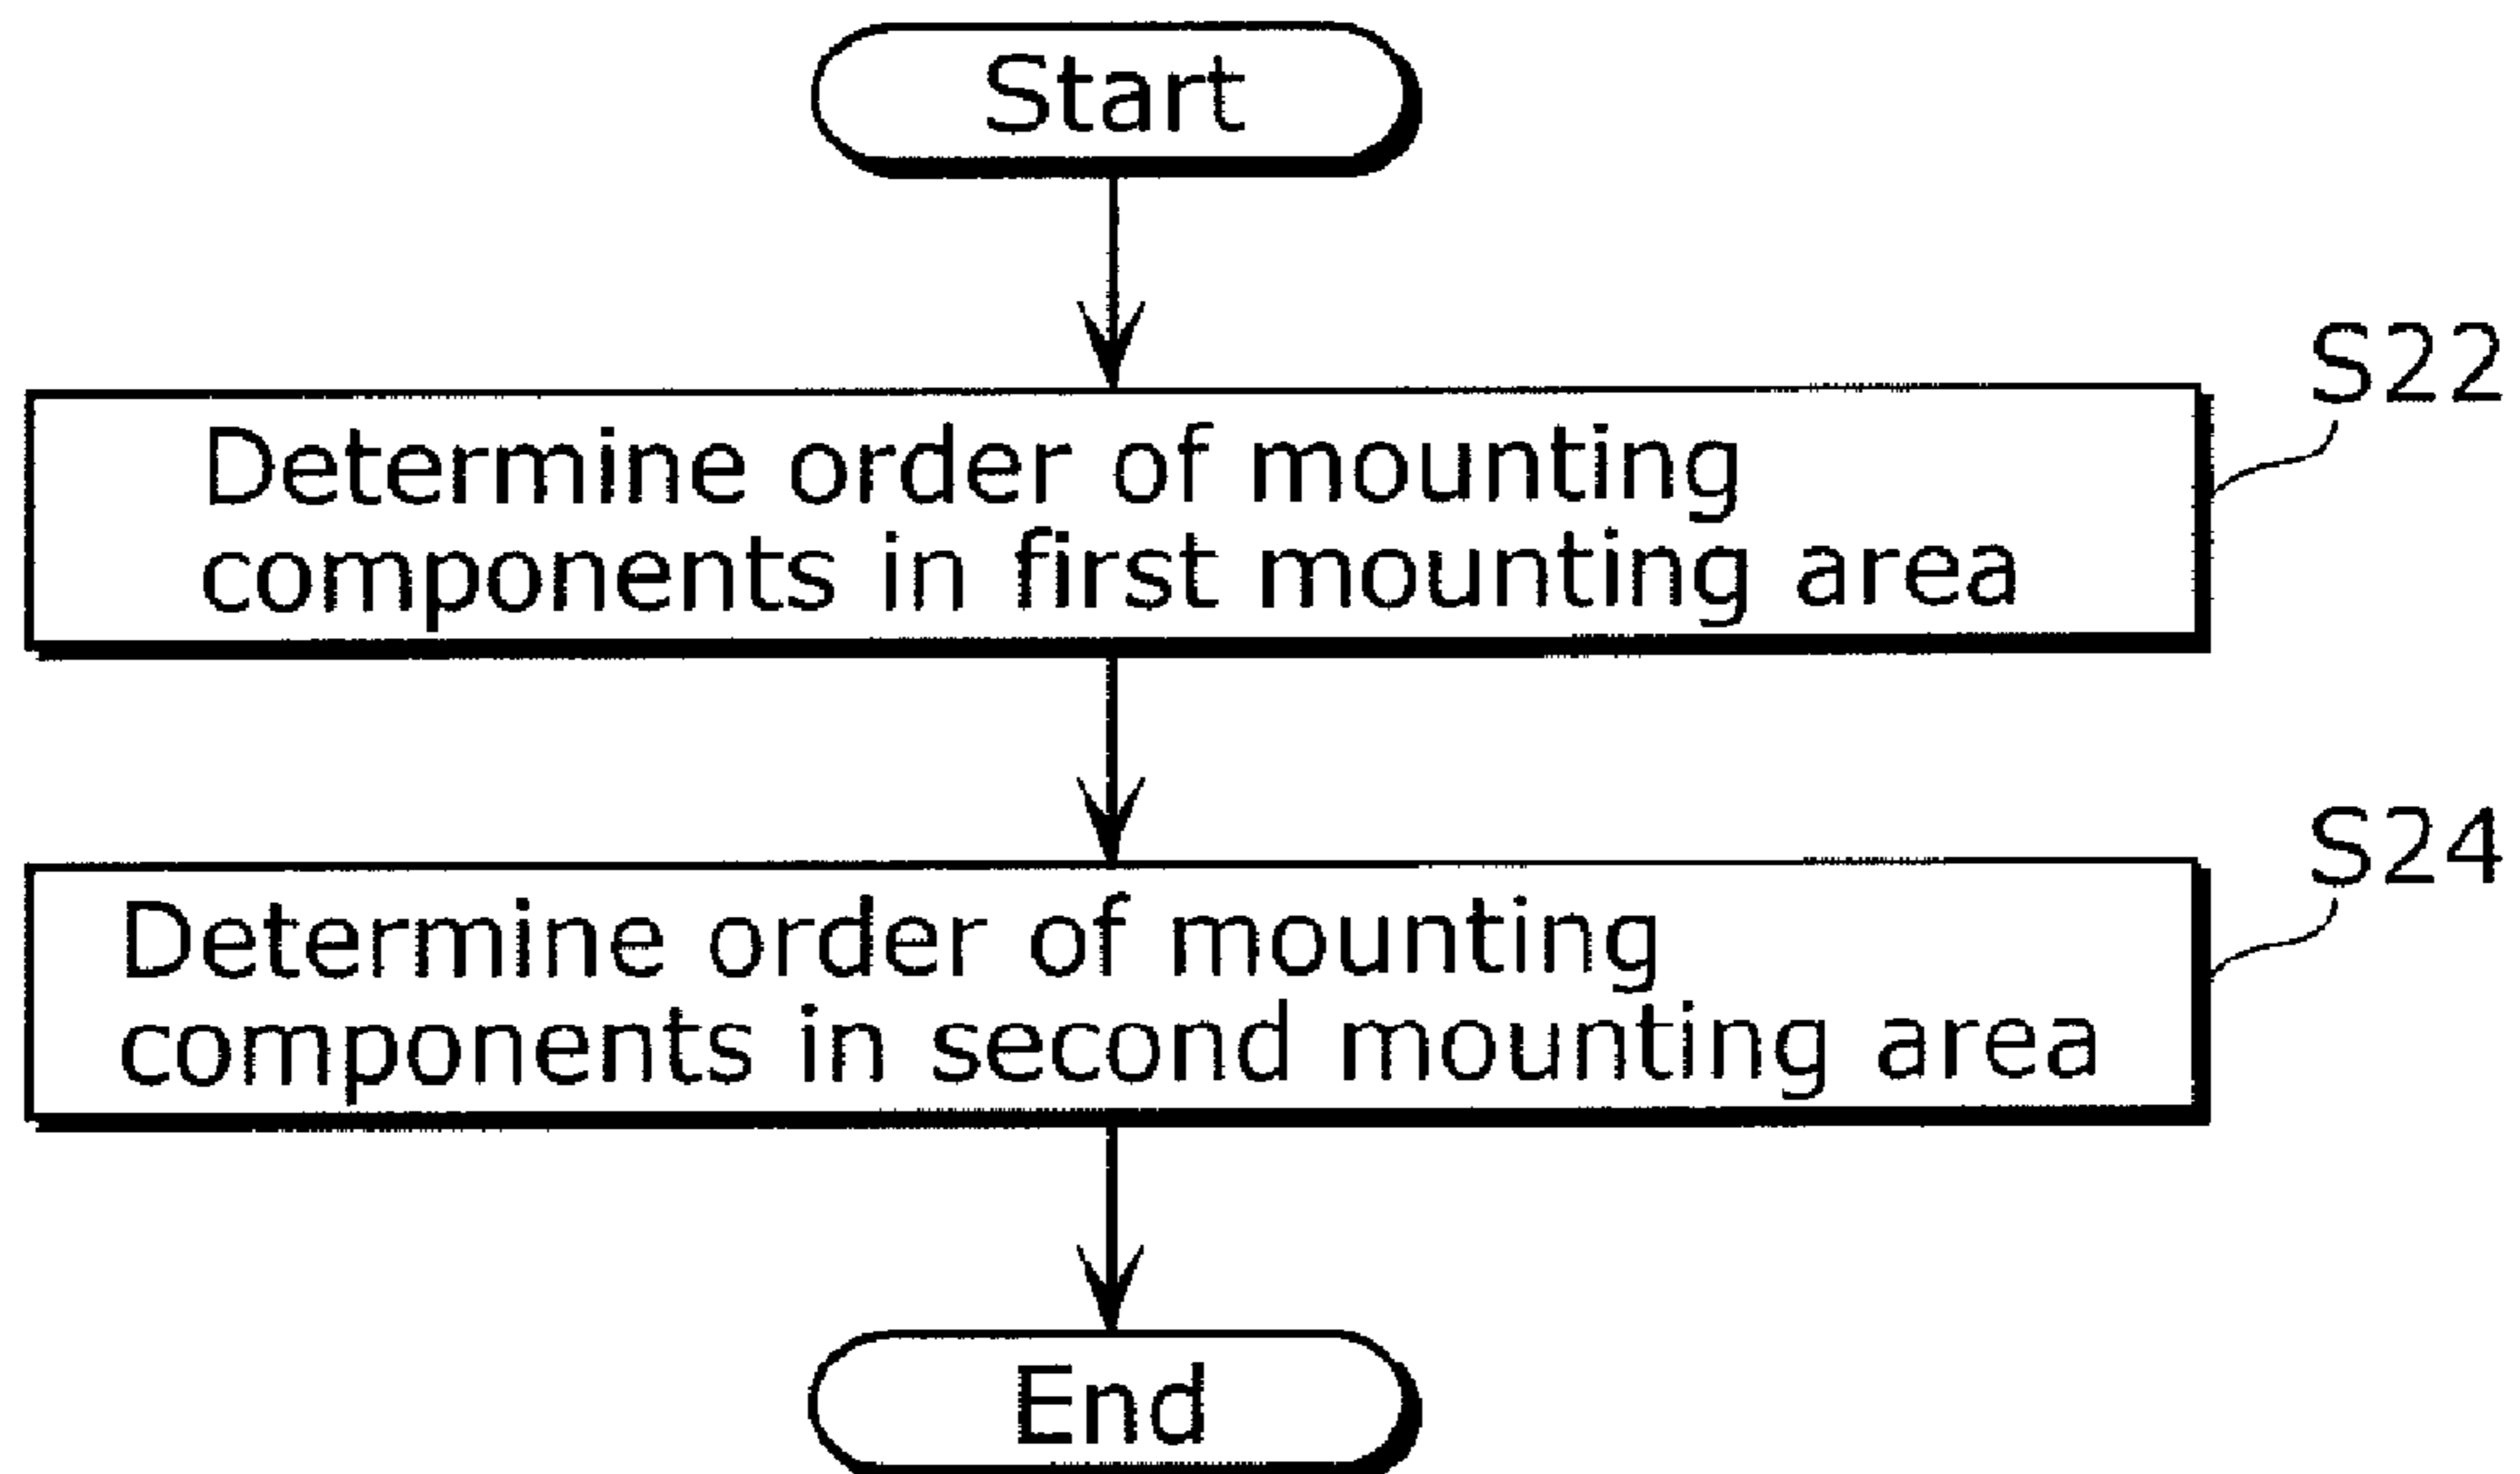 Start
S22
Determine order of mounting
components in first mounting area
S24
Determine order of mounting
components in second mounting area
End